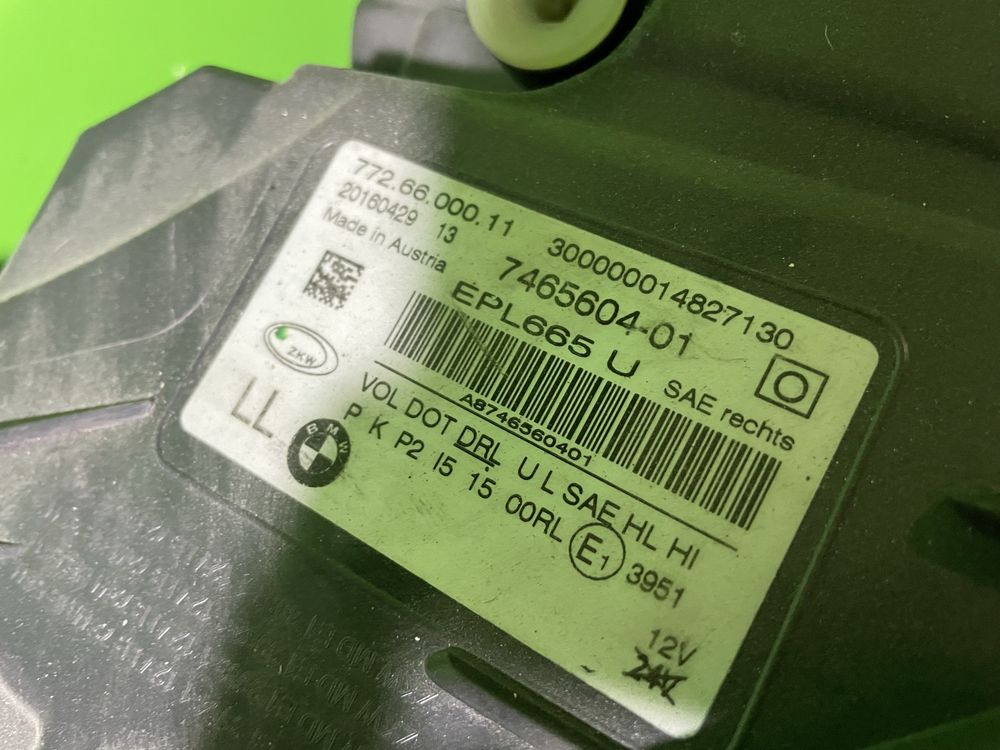 772.66.000.11 300000014827130
20160429 13
Made in Austria
7465604-01
EPL665 U
SAE rechts
O
ZKW
A8746560401
LL
BMW
VOL DOT DRL U L SAE HL HI
P K P2 I5 15 00RL E1 3951
12V
24V